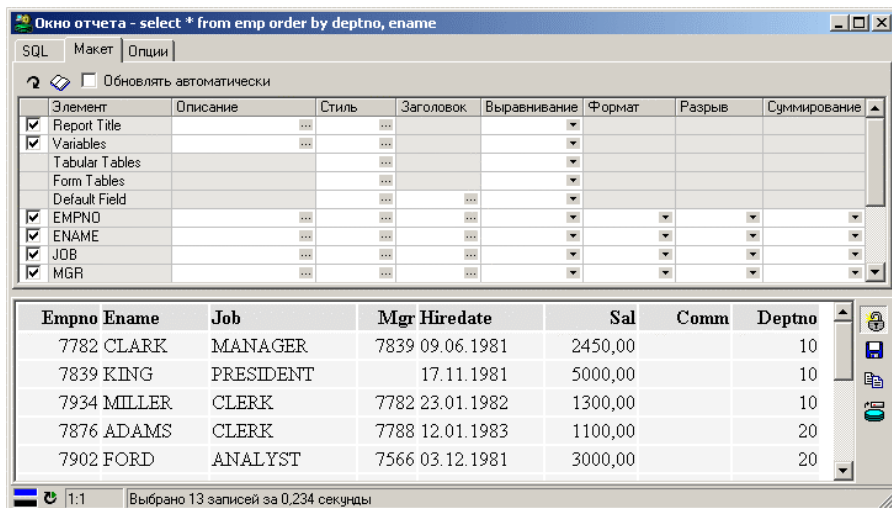 Окно отчета - select * from emp order by deptno, ename
SQL Макет Опции
Обновлять автоматически
Элемент Описание Стиль Заголовок Выравнивание Формат Разрыв Суммирование
Report Title
Variables
Tabular Tables
Form Tables
Default Field
EMPNO
ENAME
JOB
MGR
Empno Ename Job Mgr Hiredate Sal Comm Deptno
7782 CLARK MANAGER 7839 09.06.1981 2450,00 10
7839 KING PRESIDENT 17.11.1981 5000,00 10
7934 MILLER CLERK 7782 23.01.1982 1300,00 10
7876 ADAMS CLERK 7788 12.01.1983 1100,00 20
7902 FORD ANALYST 7566 03.12.1981 3000,00 20
1:1 Выбрано 13 записей за 0,234 секунды